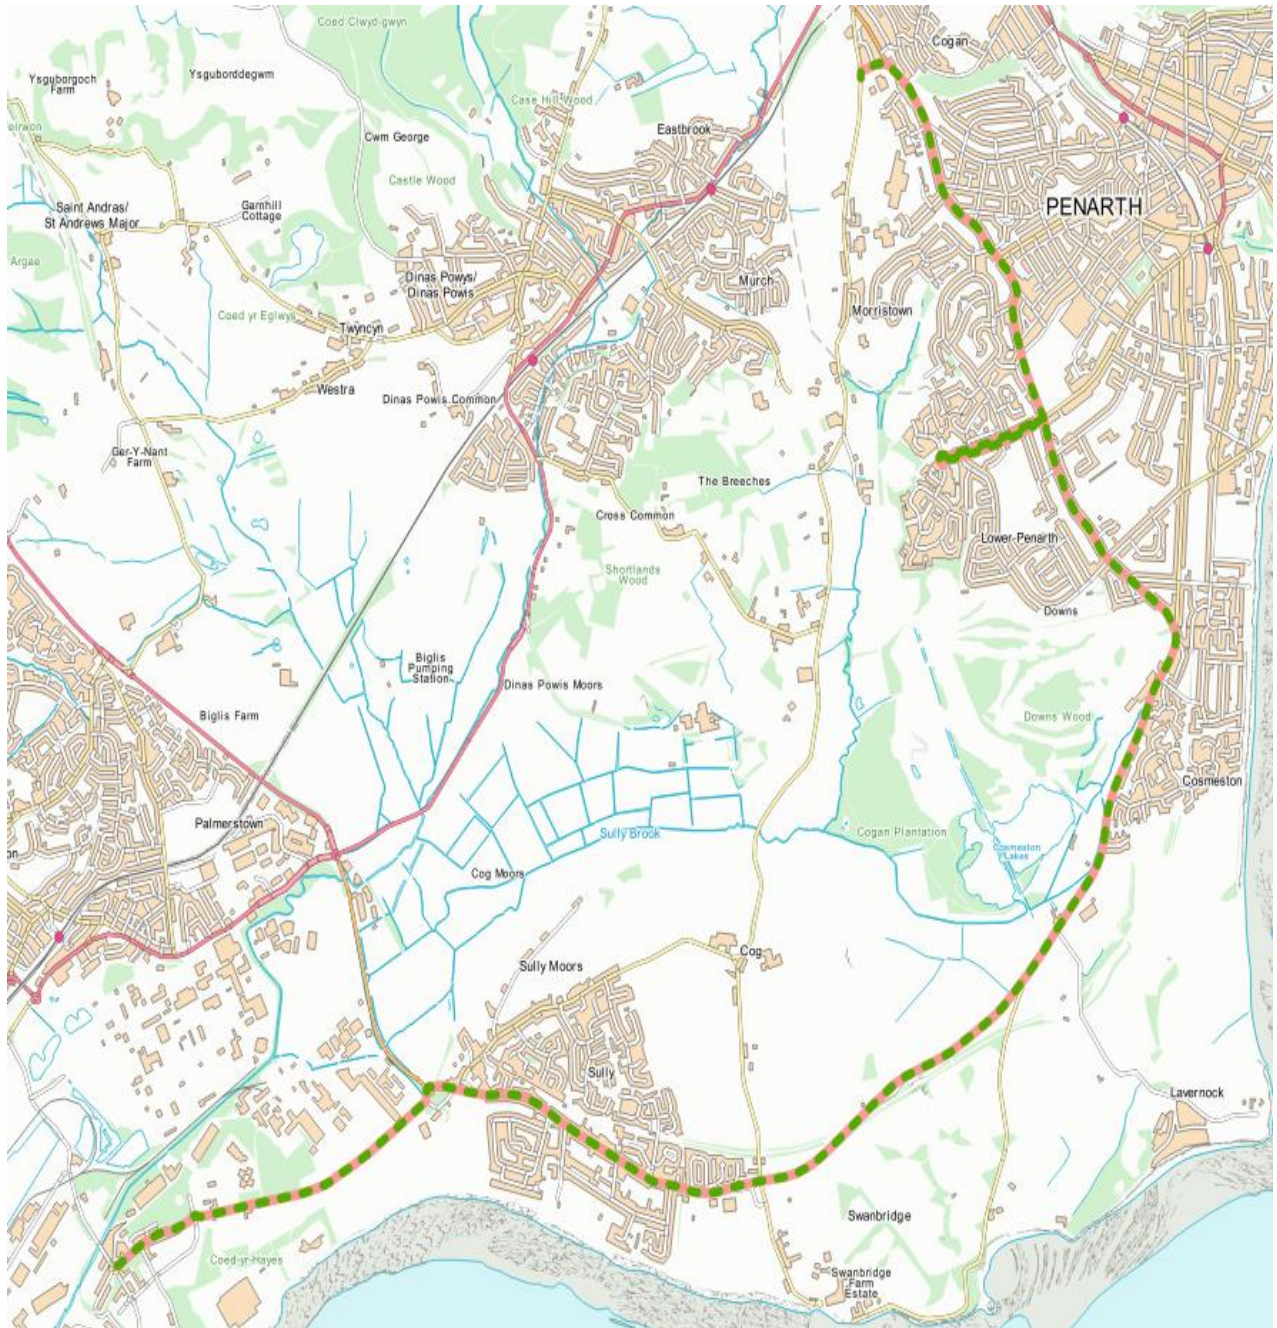 Coed Clwyd-gwyn
Cogan
Ysguborgoch
Farm
Ysguborddegwm
Case Hill Wood
eirwon
Eastbrook
Cwm George
Castle Wood
Saint Andras/
St Andrews Major
Garnhill
Cottage
PENARTH
Argae
Dinas Powys/
Dinas Powis
Murch
Coed yr Eglwys
Twyncyn
Morristown
Westra
Dinas Powis Common
Ger-Y-Nant
Farm
The Breeches
Cross Common
Lower-Penarth
Shortlands
Wood
Downs
Biglis
Pumping
Station
Dinas Powis Moors
Biglis Farm
Downs Wood
Cosmeston
Palmerstown
Sully Brook
Cogan Plantation
Cosmeston
Lakes
on
Cog Moors
Cog
Sully Moors
Sully
Lavernock
Swanbridge
Coed-yr-Hayes
Swanbridge
Farm
Estate